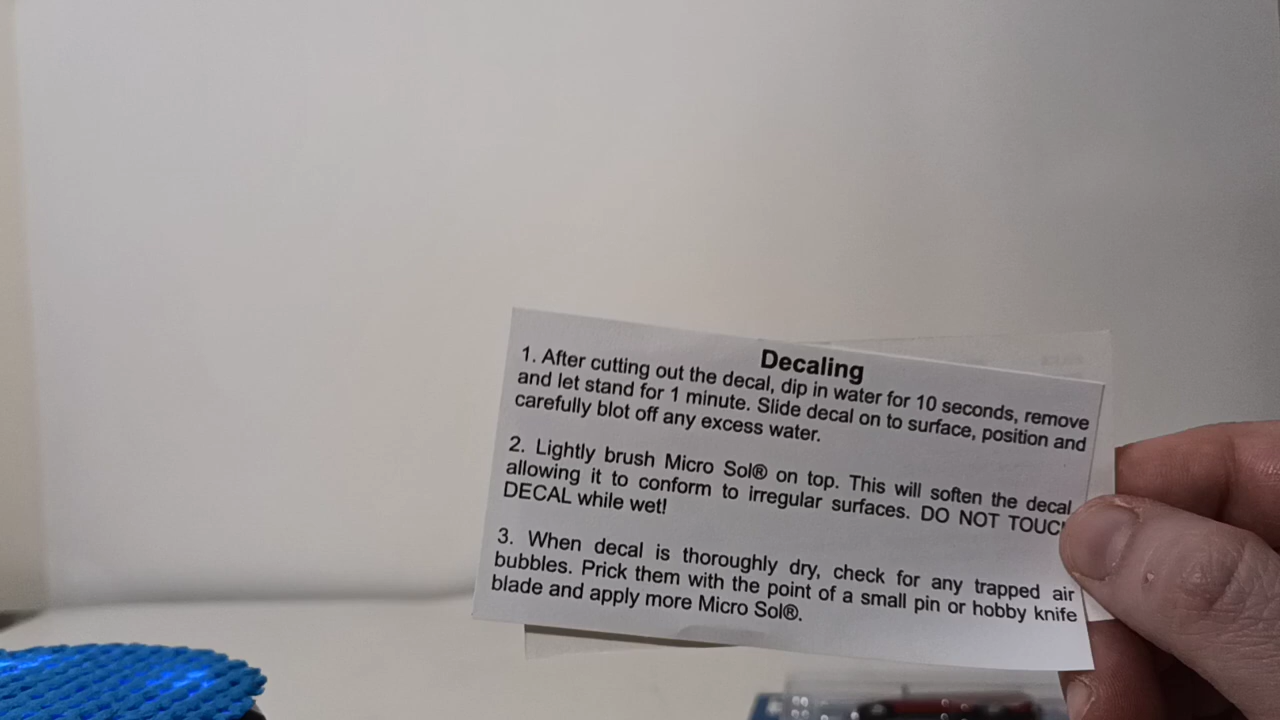 Decaling
1. After cutting out the decal, dip in water for 10 seconds, remove
and let stand for 1 minute. Slide decal on to surface, position and
carefully blot off any excess water.
2. Lightly brush Micro Sol® on top. This will soften the decal
allowing it to conform to irregular surfaces. DO NOT TOUCH
DECAL while wet!
3. When decal is thoroughly dry, check for any trapped air
bubbles. Prick them with the point of a small pin or hobby knife
blade and apply more Micro Sol®.